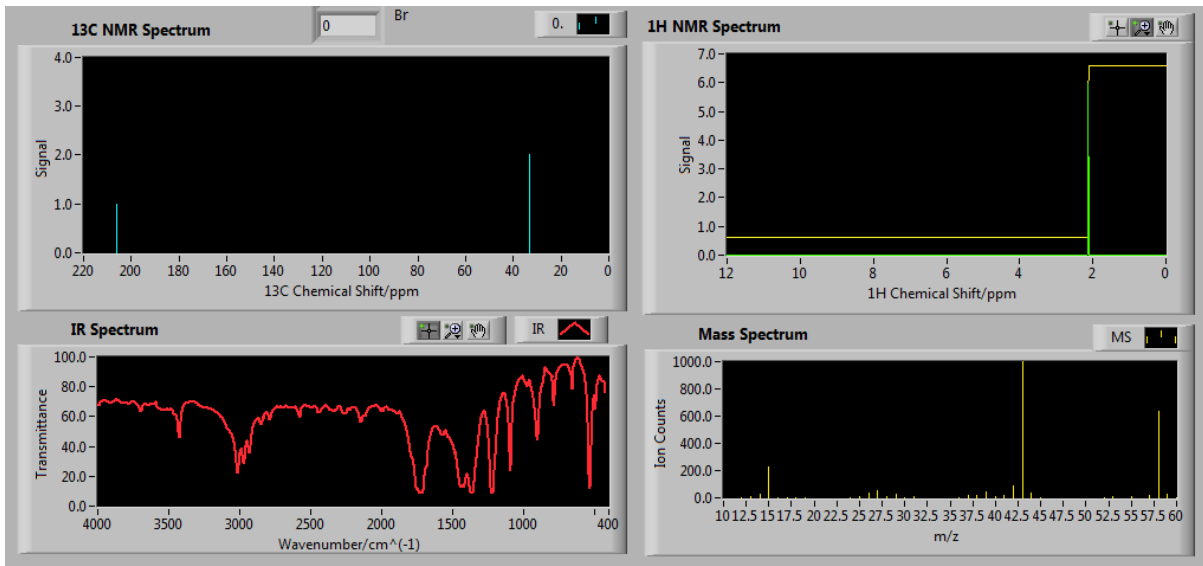 13C NMR Spectrum
0
Br
0.
4.0
3.0
2.0
1.0
0.0
Signal
220 200 180 160 140 120 100 80 60 40 20 0
13C Chemical Shift/ppm
1H NMR Spectrum
7.0
6.0
5.0
4.0
3.0
2.0
1.0
0.0
Signal
12 10 8 6 4 2 0
1H Chemical Shift/ppm
IR Spectrum
IR
100.0
80.0
60.0
40.0
20.0
0.0
Transmittance
4000 3000 2000 1000 400
Wavenumber/cm^(-1)
Mass Spectrum
MS
1000.0
800.0
600.0
400.0
200.0
0.0
Ion Counts
10 12.5 15 17.5 20 22.5 25 27.5 30 32.5 35 37.5 40 42.5 45 47.5 50 52.5 55 57.5 60
m/z